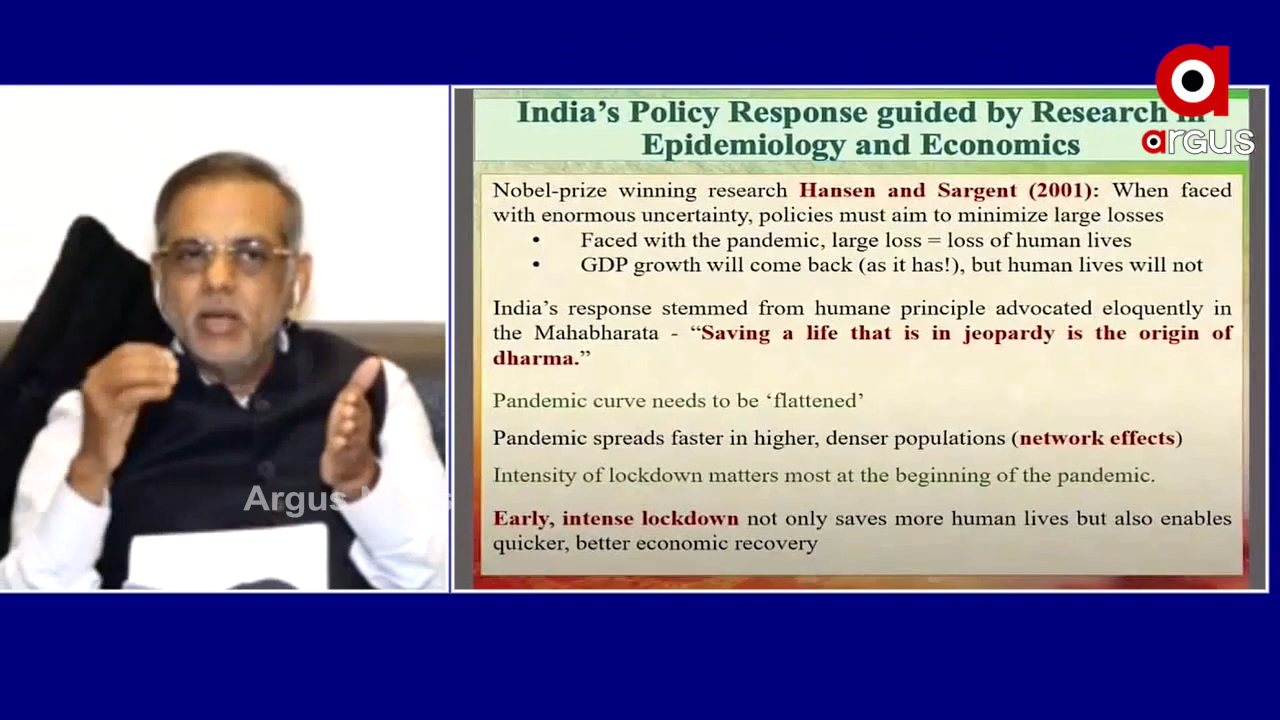 argus
India's Policy Response guided by Research in
Epidemiology and Economics
Nobel-prize winning research Hansen and Sargent (2001): When faced
with enormous uncertainty, policies must aim to minimize large losses
• Faced with the pandemic, large loss = loss of human lives
• GDP growth will come back (as it has!), but human lives will not
India's response stemmed from humane principle advocated eloquently in
the Mahabharata - “Saving a life that is in jeopardy is the origin of
dharma.”
Pandemic curve needs to be ‘flattened’
Pandemic spreads faster in higher, denser populations (network effects)
Intensity of lockdown matters most at the beginning of the pandemic.
Early, intense lockdown not only saves more human lives but also enables
quicker, better economic recovery
Argus News